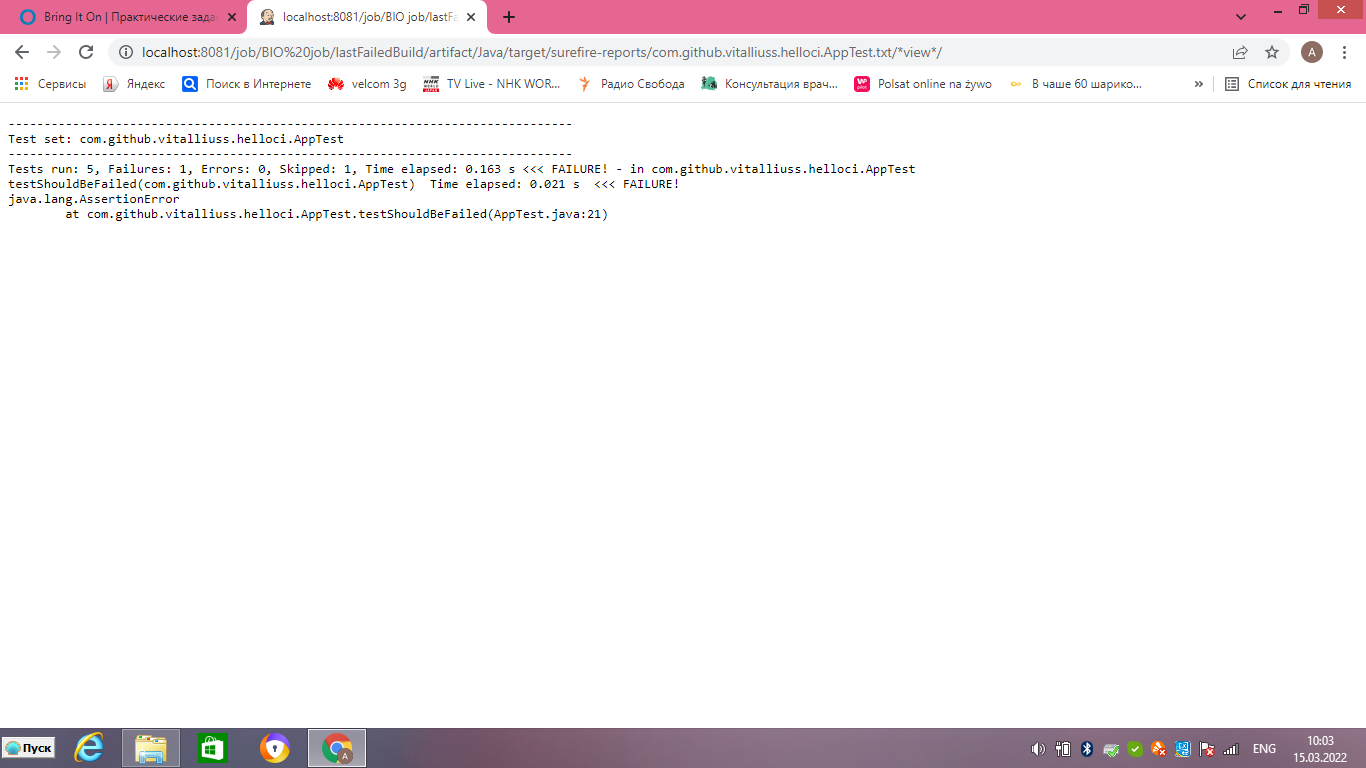 Bring It On | Практические зада
localhost:8081/job/BIO job/lastFa
localhost:8081/job/BIO%20job/lastFailedBuild/artifact/Java/target/surefire-reports/com.github.vitalliuss.helloci.AppTest.txt/*view*/
A
Сервисы
Яндекс
Поиск в Интернете
velcom 3g
TV Live - NHK WOR...
Радио Свобода
Консультация врач...
Polsat online na żywo
В чаше 60 шарико...
»
Список для чтения
-------------------------------------------------------------------------------
Test set: com.github.vitalliuss.helloci.AppTest
-------------------------------------------------------------------------------
Tests run: 5, Failures: 1, Errors: 0, Skipped: 1, Time elapsed: 0.163 s <<< FAILURE! - in com.github.vitalliuss.helloci.AppTest
testShouldBeFailed(com.github.vitalliuss.helloci.AppTest)  Time elapsed: 0.021 s  <<< FAILURE!
java.lang.AssertionError
	at com.github.vitalliuss.helloci.AppTest.testShouldBeFailed(AppTest.java:21)
Пуск
A
ENG
10:03
15.03.2022